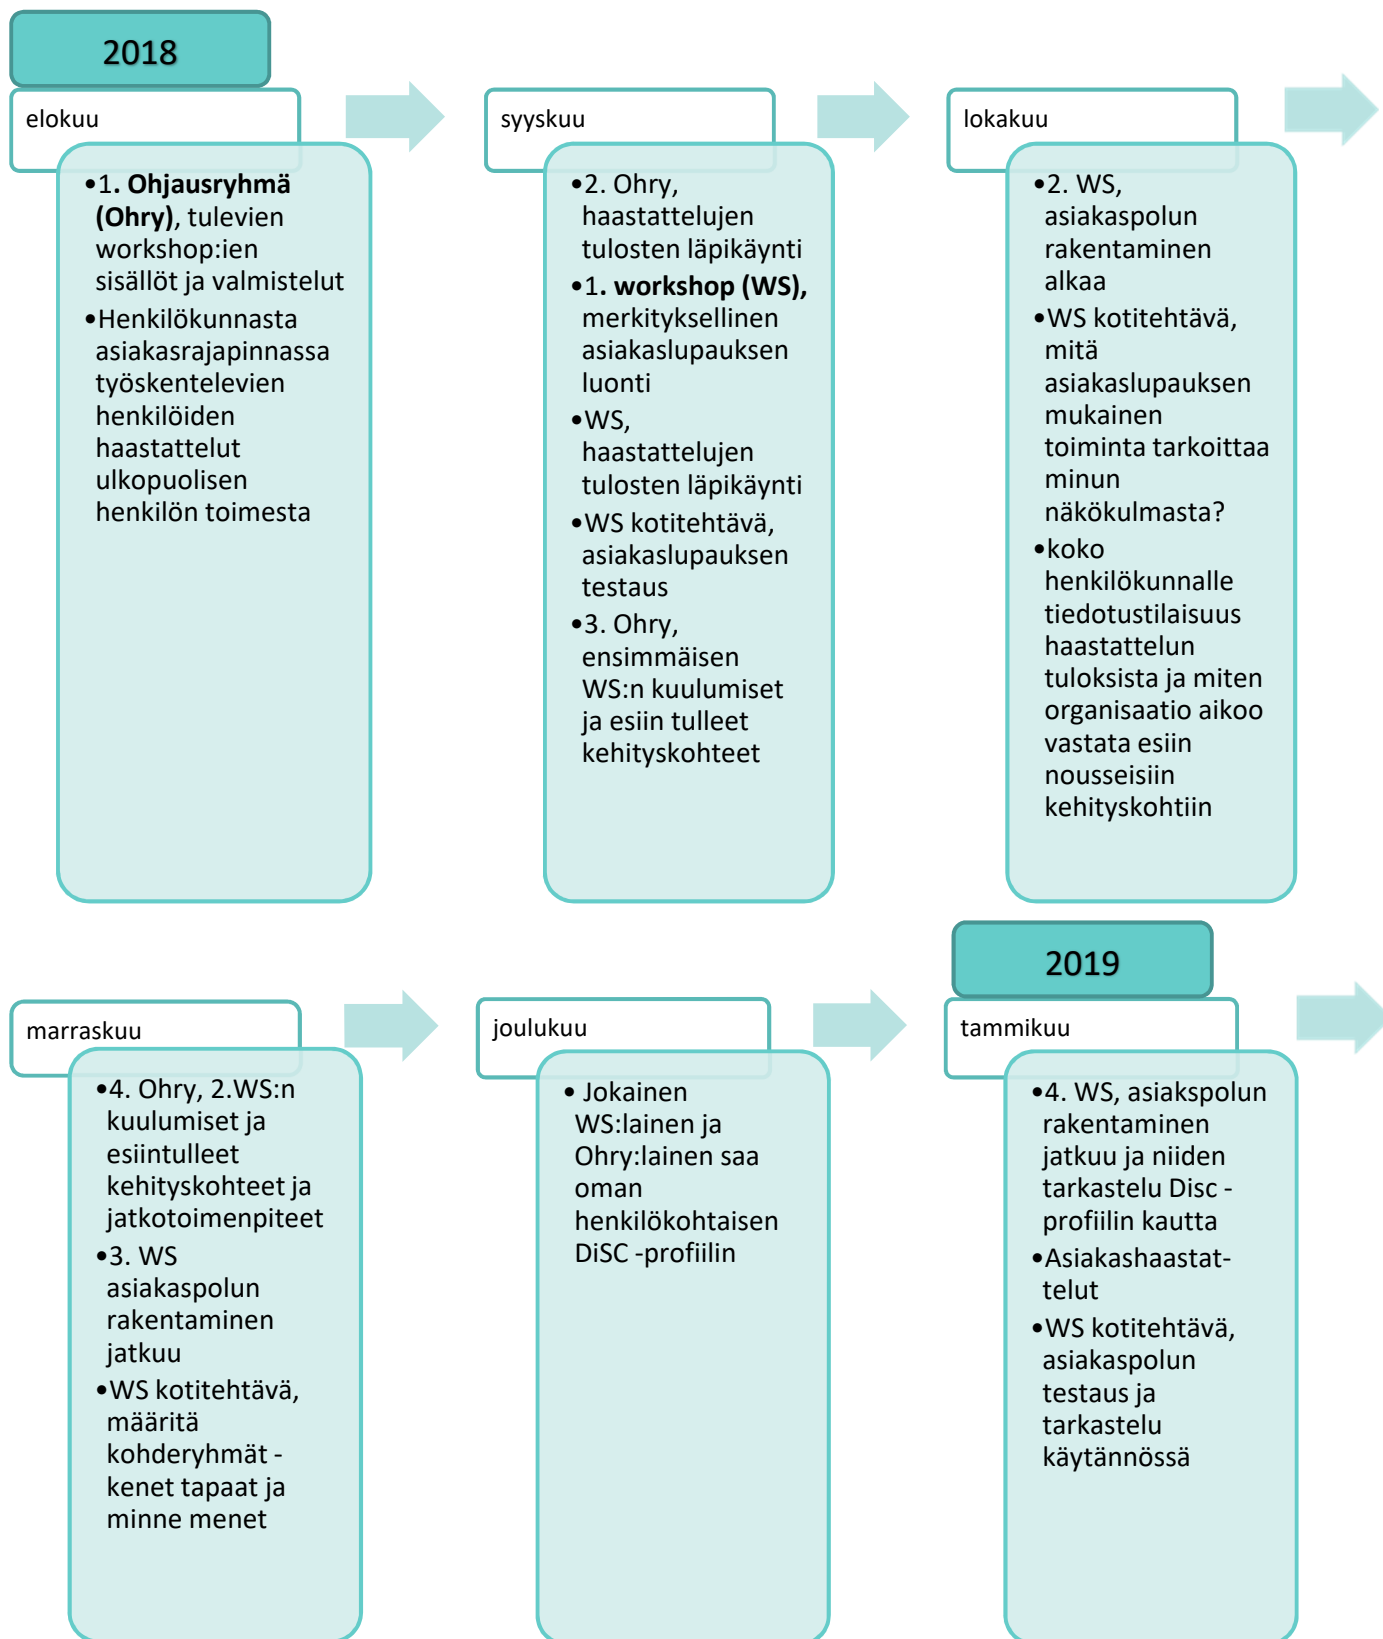 2018
elokuu
•1. Ohjausryhmä
(Ohry), tulevien
workshop:ien
sisällöt ja valmistelut
•Henkilökunnasta
asiakasrajapinnassa
työskentelevien
henkilöiden
haastattelut
ulkopuolisen
henkilön toimesta
syyskuu
•2. Ohry,
haastattelujen
tulosten läpikäynti
•1. workshop (WS),
merkityksellinen
asiakaslupauksen
luonti
•WS,
haastattelujen
tulosten läpikäynti
•WS kotitehtävä,
asiakaslupauksen
testaus
•3. Ohry,
ensimmäisen
WS:n kuulumiset
ja esiin tulleet
kehityskohteet
lokakuu
•2. WS,
asiakaspolun
rakentaminen
alkaa
•WS kotitehtävä,
mitä
asiakaslupauksen
mukainen
toiminta tarkoittaa
minun
näkökulmasta?
•koko
henkilökunnalle
tiedotustilaisuus
haastattelun
tuloksista ja miten
organisaatio aikoo
vastata esiin
nousseisiin
kehityskohtiin
marraskuu
•4. Ohry, 2.WS:n
kuulumiset ja
esiintulleet
kehityskohteet ja
jatkotoimenpiteet
•3. WS
asiakaspolun
rakentaminen
jatkuu
•WS kotitehtävä,
määritä
kohderyhmät -
kenet tapaat ja
minne menet
joulukuu
• Jokainen
WS:lainen ja
Ohry:lainen saa
oman
henkilökohtaisen
DiSC -profiilin
2019
tammikuu
•4. WS, asiakspolun
rakentaminen
jatkuu ja niiden
tarkastelu Disc -
profiilin kautta
•Asiakashaastat-
telut
•WS kotitehtävä,
asiakaspolun
testaus ja
tarkastelu
käytännössä